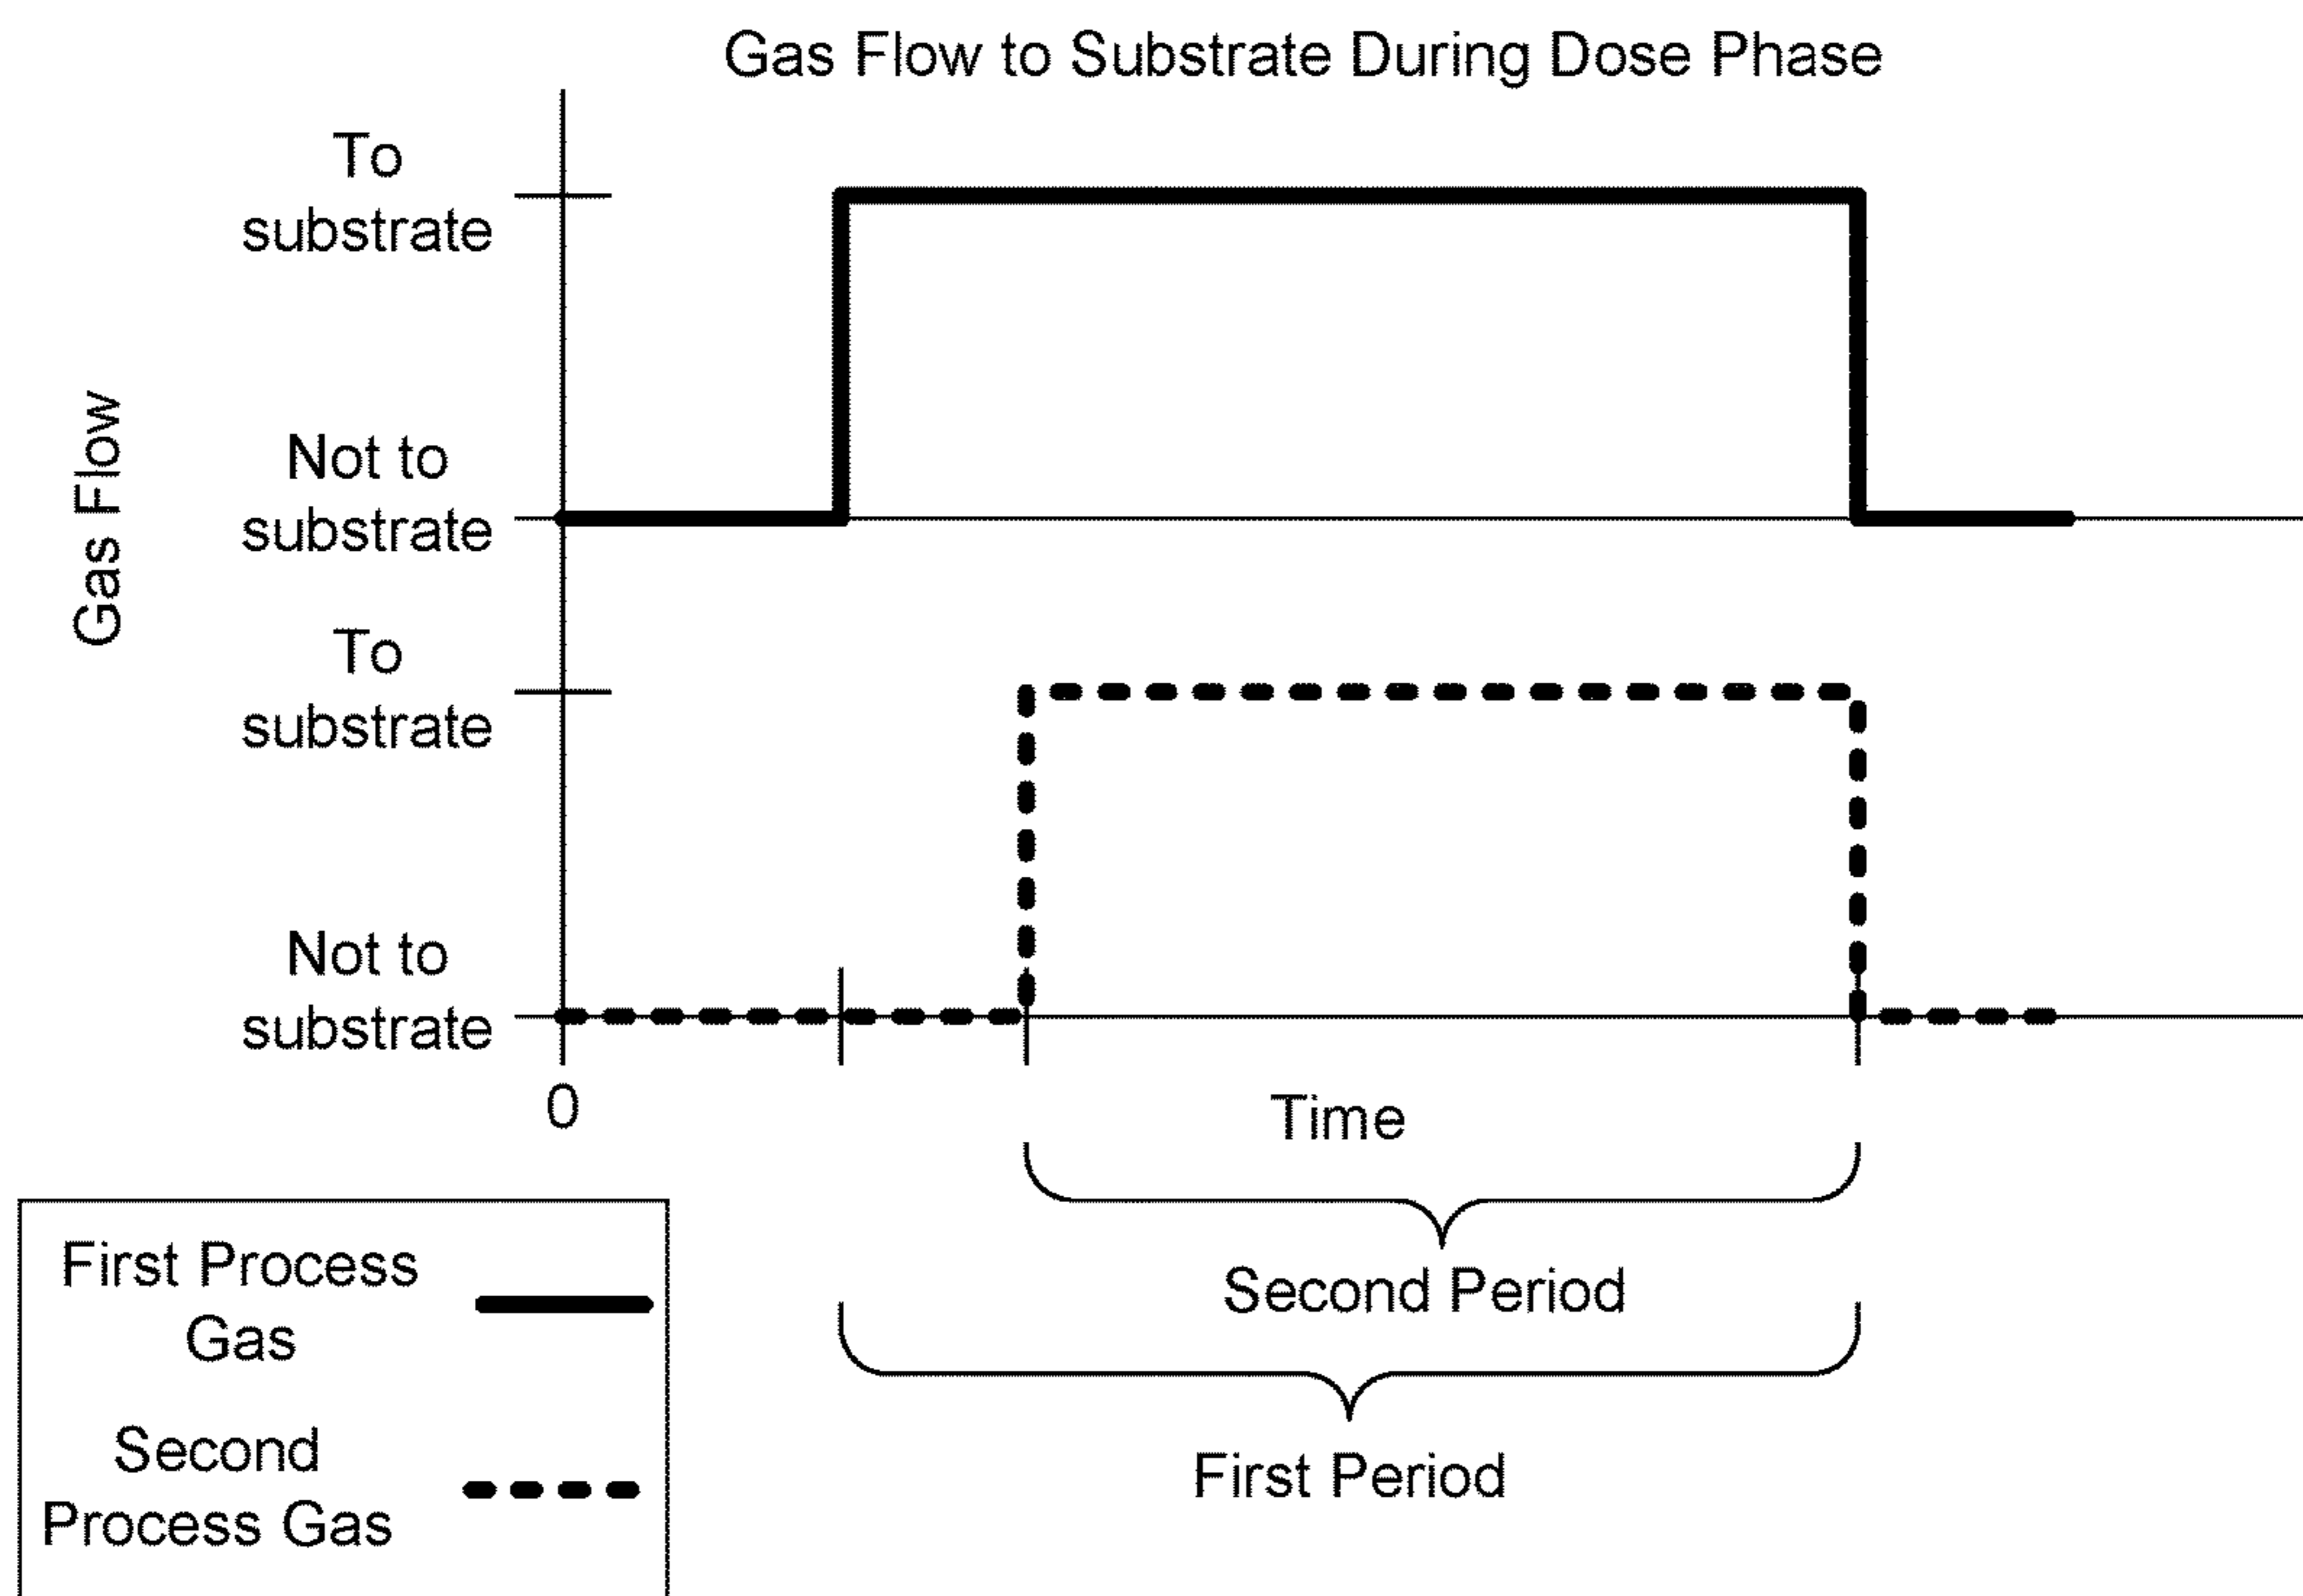 Gas Flow to Substrate During Dose Phase
Gas Flow
To
substrate
Not to
substrate
To
substrate
Not to
substrate
0
Time
Second Period
First Period
First Process
Gas
Second
Process Gas